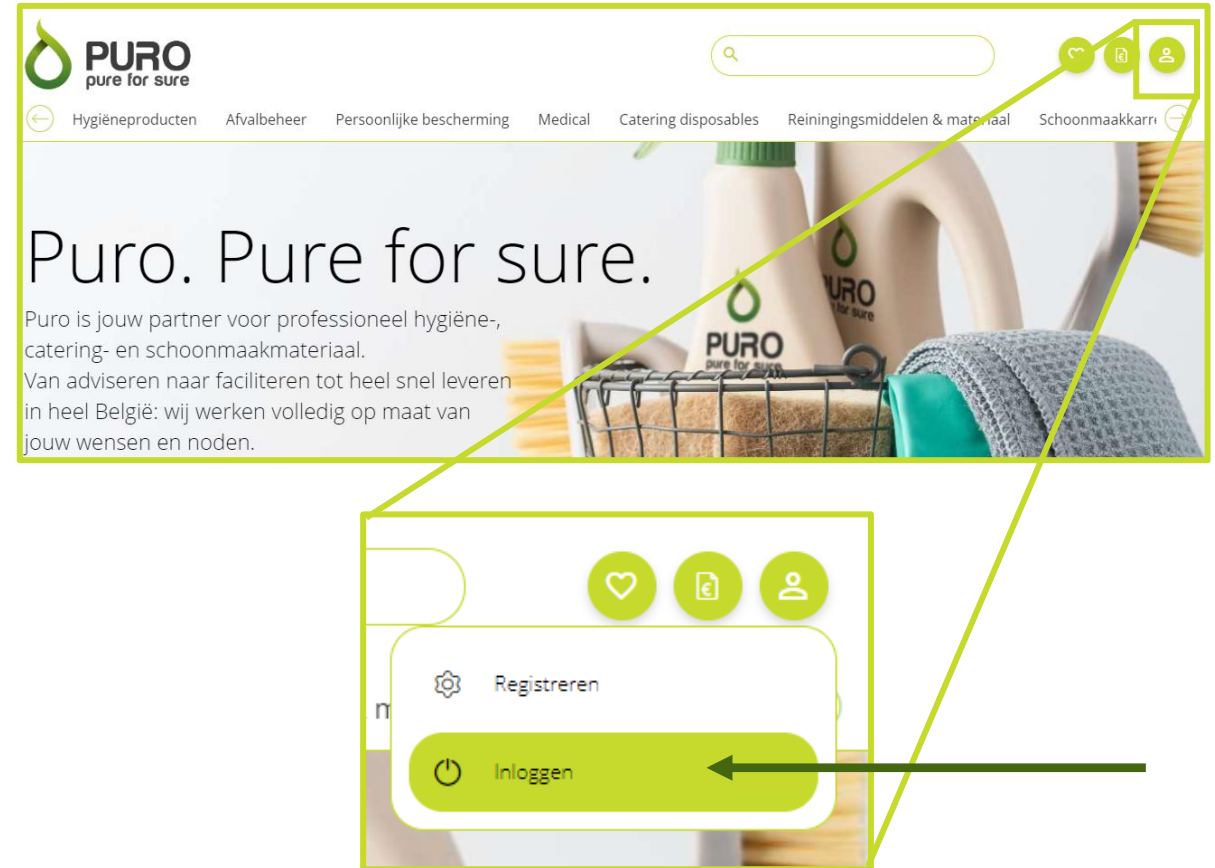 PURO
pure for sure
Hygiëneproducten Afvalbeheer Persoonlijke bescherming Medical Catering disposables Reiningingsmiddelen & materiaal Schoonmaakkarre
Puro. Pure for sure.
Puro is jouw partner voor professioneel hygiëne-,
catering- en schoonmaakmateriaal.
Van adviseren naar faciliteren tot heel snel leveren
in heel België: wij werken volledig op maat van
jouw wensen en noden.
PURO
for sure
PURO
pure for sure
Registreren
m
Inloggen